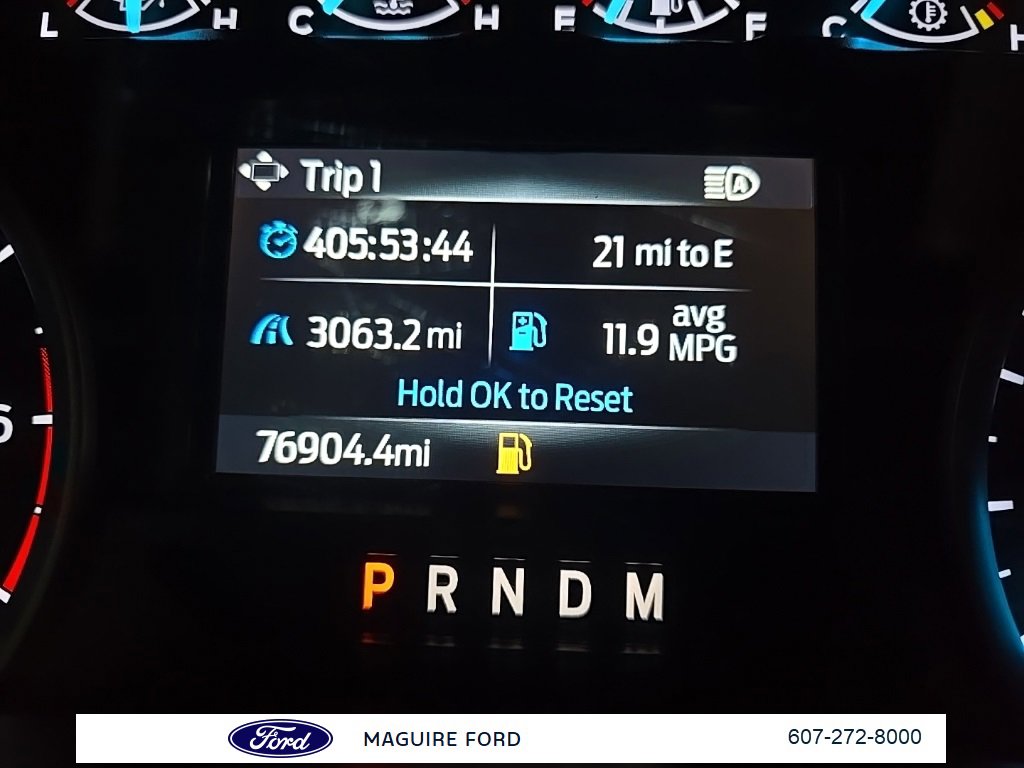 L H C H E F C H
Trip 1
405:53:44 21 mi to E
3063.2 mi 11.9 avg MPG
Hold OK to Reset
6
76904.4mi
P R N D M
Ford MAGUIRE FORD 607-272-8000